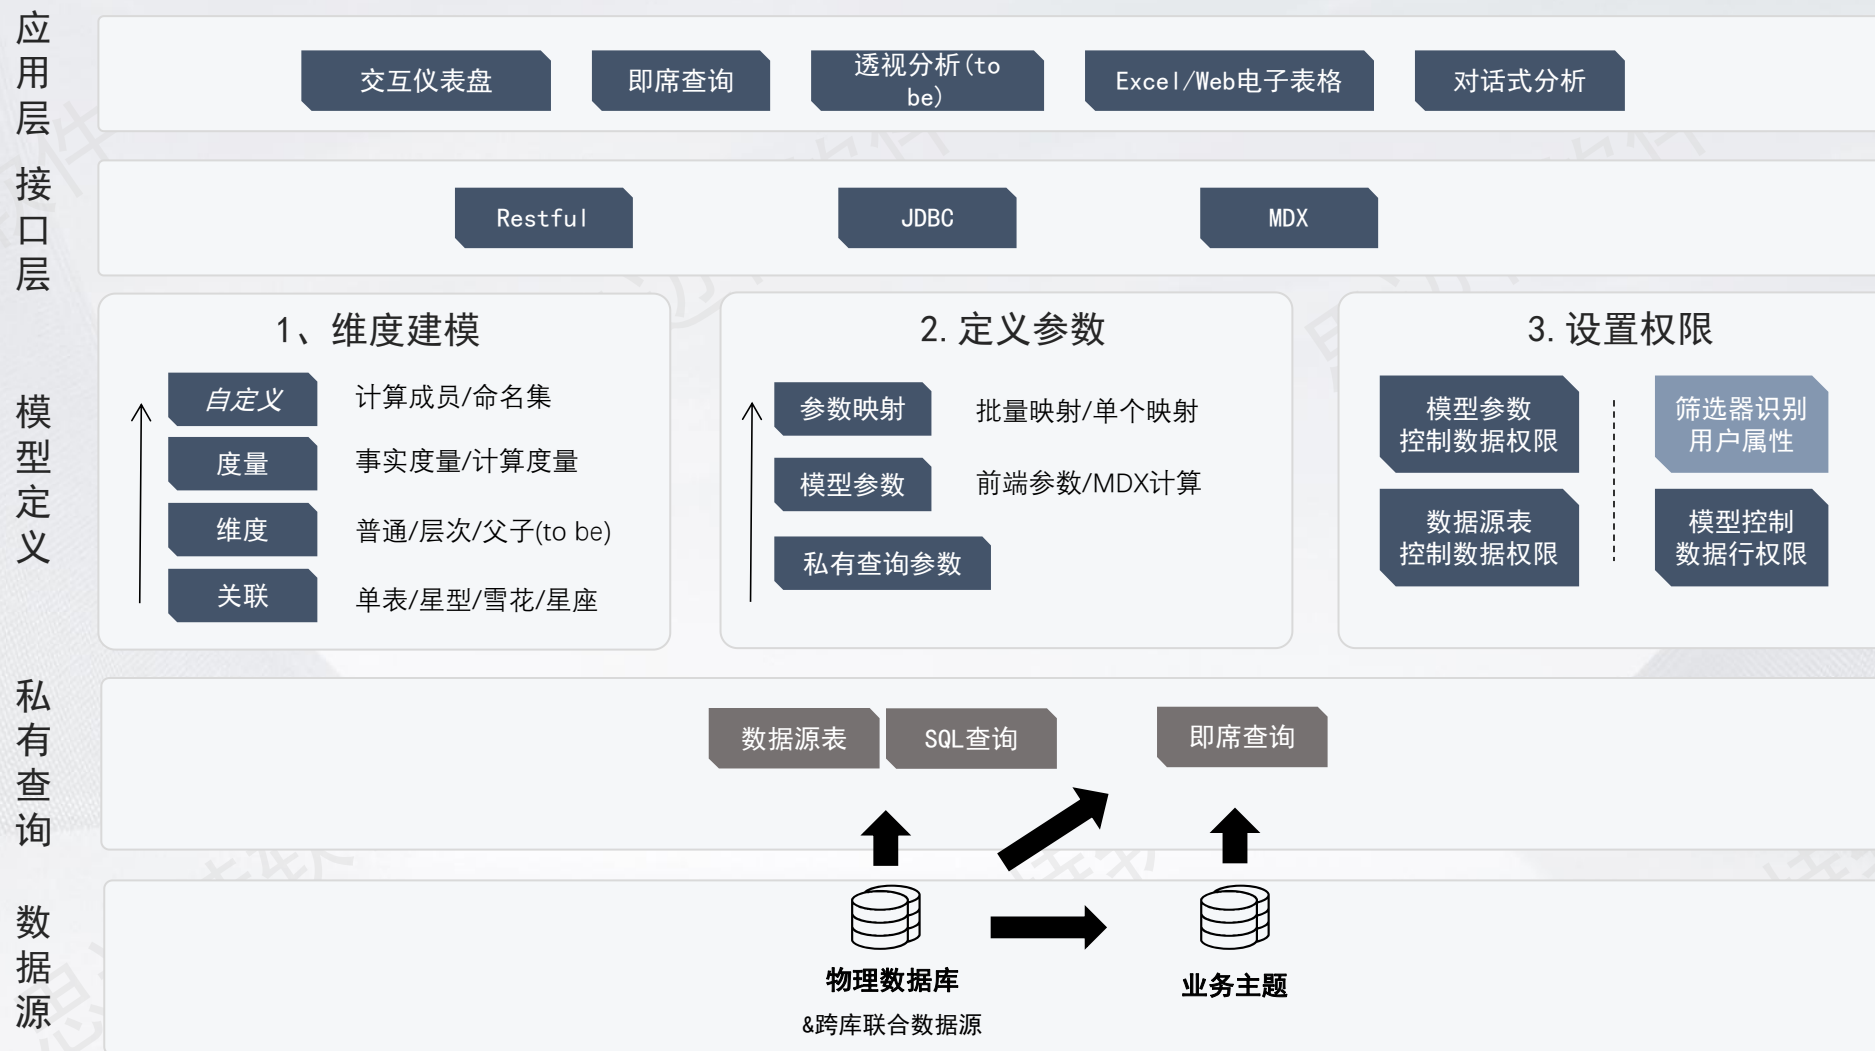 应用层
交互仪表盘
即席查询
透视分析(to
be)
Excel/Web电子表格
对话式分析
接口层
Restful
JDBC
MDX
模型定义
1、维度建模
自定义
计算成员/命名集
度量
事实度量/计算度量
维度
普通/层次/父子(to be)
关联
单表/星型/雪花/星座
2.定义参数
参数映射
批量映射/单个映射
模型参数
前端参数/MDX计算
私有查询参数
3.设置权限
模型参数
控制数据权限
筛选器识别
用户属性
数据源表
控制数据权限
模型控制
数据行权限
私有查询
数据源表
SQL查询
即席查询
数据源
物理数据库
&跨库联合数据源
业务主题